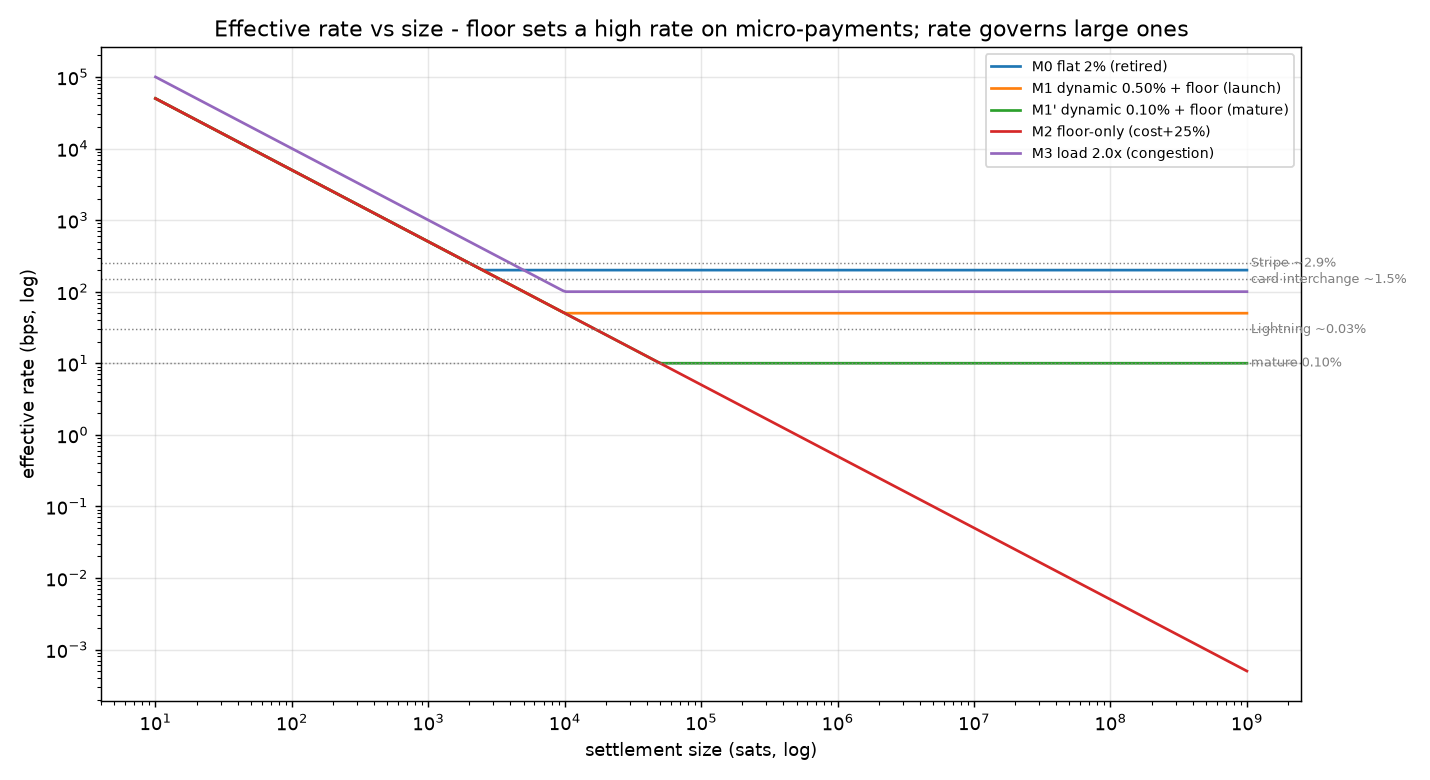 Effective rate vs size - floor sets a high rate on micro-payments; rate governs large ones
M0 flat 2% (retired)
M1 dynamic 0.50% + floor (launch)
M1' dynamic 0.10% + floor (mature)
M2 floor-only (cost+25%)
M3 load 2.0x (congestion)
10⁵
10⁴
10³
10²
10¹
10⁰
10⁻¹
10⁻²
10⁻³
effective rate (bps, log)
Stripe ~2.9%
card interchange ~1.5%
Lightning ~0.03%
mature 0.10%
10¹ 10² 10³ 10⁴ 10⁵ 10⁶ 10⁷ 10⁸ 10⁹
settlement size (sats, log)